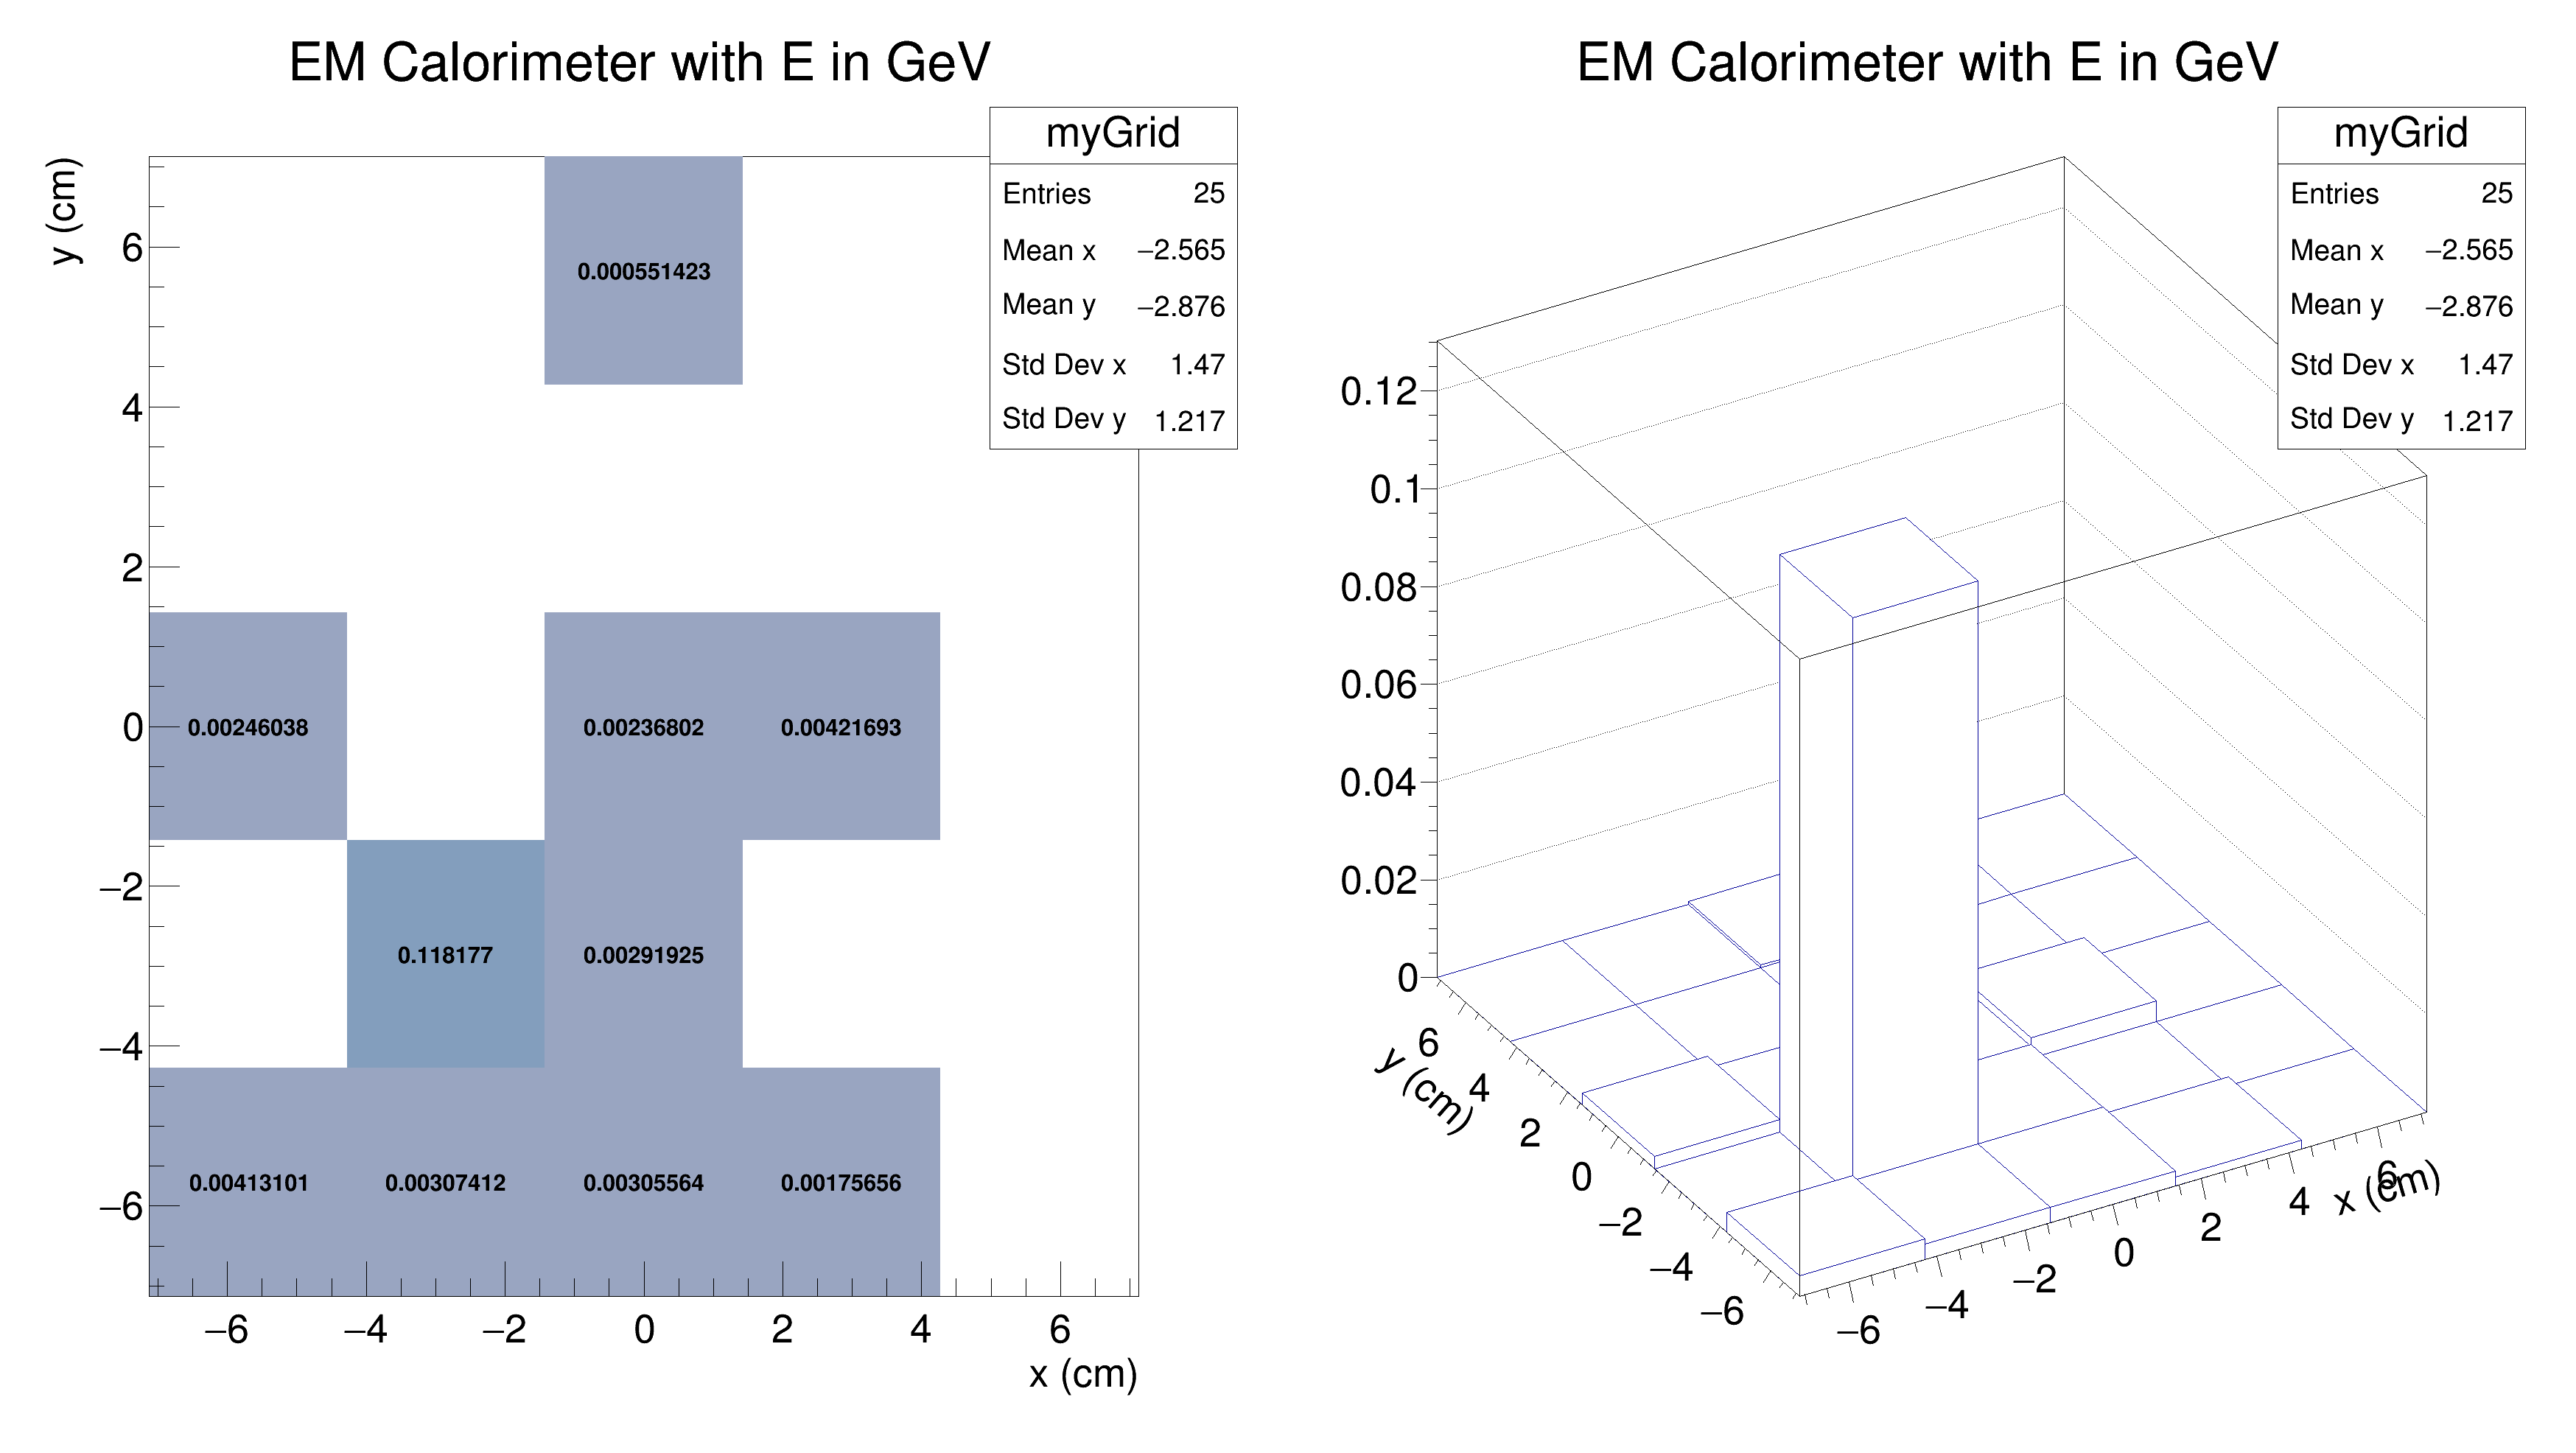 EM Calorimeter with E in GeV
myGrid
Entries 25
Mean x −2.565
Mean y −2.876
Std Dev x 1.47
Std Dev y 1.217
y (cm)
6
4
2
0
−2
−4
−6
0.000551423
0.00246038 0.00236802 0.00421693
0.118177 0.00291925
0.00413101 0.00307412 0.00305564 0.00175656
−6 −4 −2 0 2 4 6
x (cm)
EM Calorimeter with E in GeV
myGrid
Entries 25
Mean x −2.565
Mean y −2.876
Std Dev x 1.47
Std Dev y 1.217
0.12
0.1
0.08
0.06
0.04
0.02
0
y (cm)
6
4
2
0
−2
−4
−6
−6 −4 −2 0 2 4 6
x (cm)